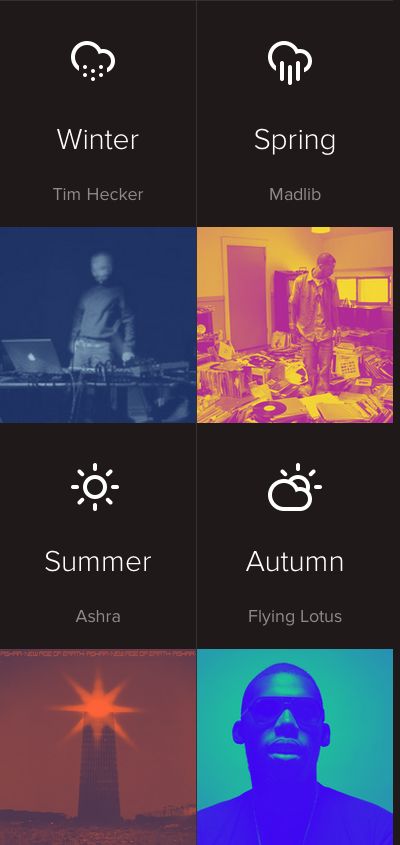 Winter
Spring
Tim Hecker
Madlib
Summer
Autumn
Ashra
Flying Lotus
ASHRA·NEW AGE OF EARTH·ASHRA·NEW AGE OF EARTH·ASHRA